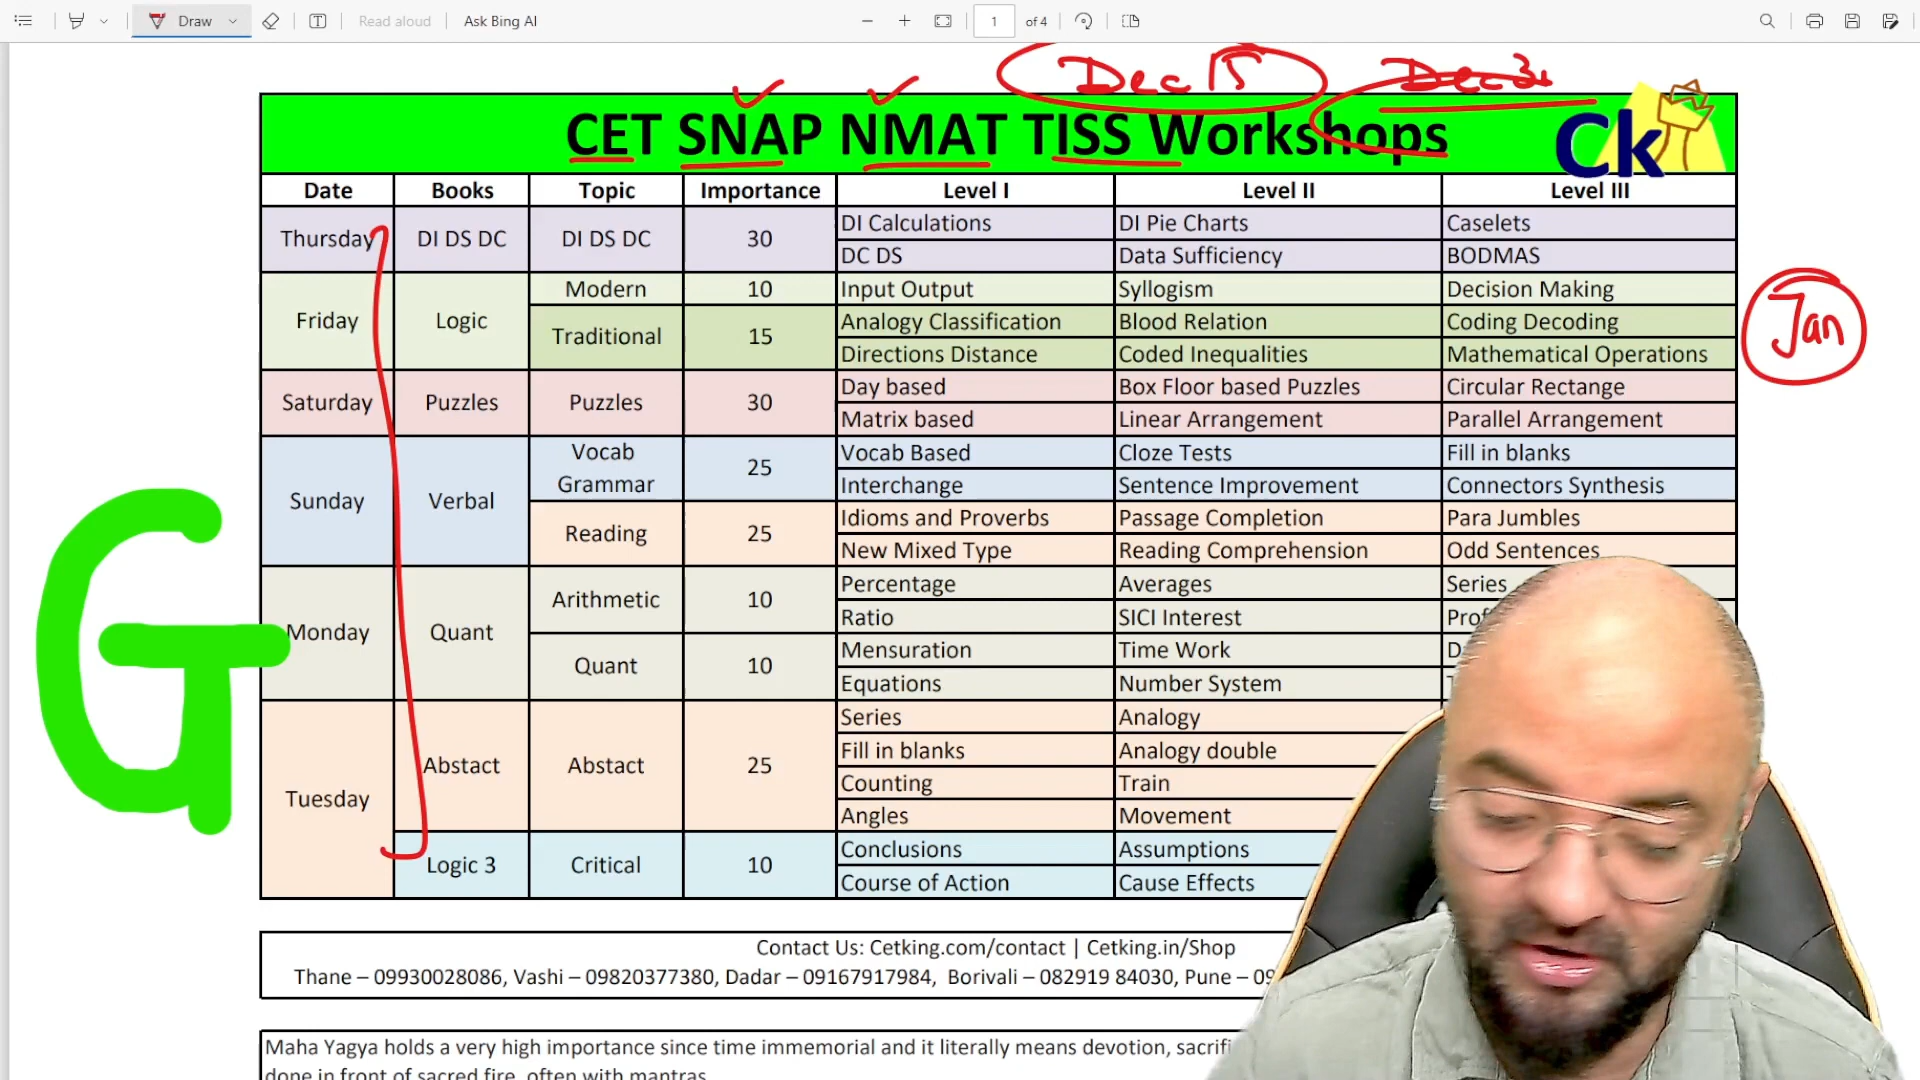 Draw
Read aloud
Ask Bing AI
1 of 4
Dec 15 Dec 31
CET SNAP NMAT TISS Workshops
Ck
Date Books Topic Importance Level I Level II Level III
Thursday DI DS DC DI DS DC 30 DI Calculations DI Pie Charts Caselets
DC DS Data Sufficiency BODMAS
Friday Logic Modern 10 Input Output Syllogism Decision Making
Traditional 15 Analogy Classification Blood Relation Coding Decoding
Directions Distance Coded Inequalities Mathematical Operations
Jan
Saturday Puzzles Puzzles 30 Day based Box Floor based Puzzles Circular Rectange
Matrix based Linear Arrangement Parallel Arrangement
Sunday Verbal Vocab Grammar 25 Vocab Based Cloze Tests Fill in blanks
Interchange Sentence Improvement Connectors Synthesis
Reading 25 Idioms and Proverbs Passage Completion Para Jumbles
New Mixed Type Reading Comprehension Odd Sentences
Monday Quant Arithmetic 10 Percentage Averages Series
Ratio SICI Interest
Quant 10 Mensuration Time Work
Equations Number System
Tuesday Abstact Abstact 25 Series Analogy
Fill in blanks Analogy double
Counting Train
Angles Movement
Logic 3 Critical 10 Conclusions Assumptions
Course of Action Cause Effects
Contact Us: Cetking.com/contact | Cetking.in/Shop
Thane – 09930028086, Vashi – 09820377380, Dadar – 09167917984, Borivali – 082919 84030, Pune –
Maha Yagya holds a very high importance since time immemorial and it literally means devotion,
done in front of sacred fire, often with mantras